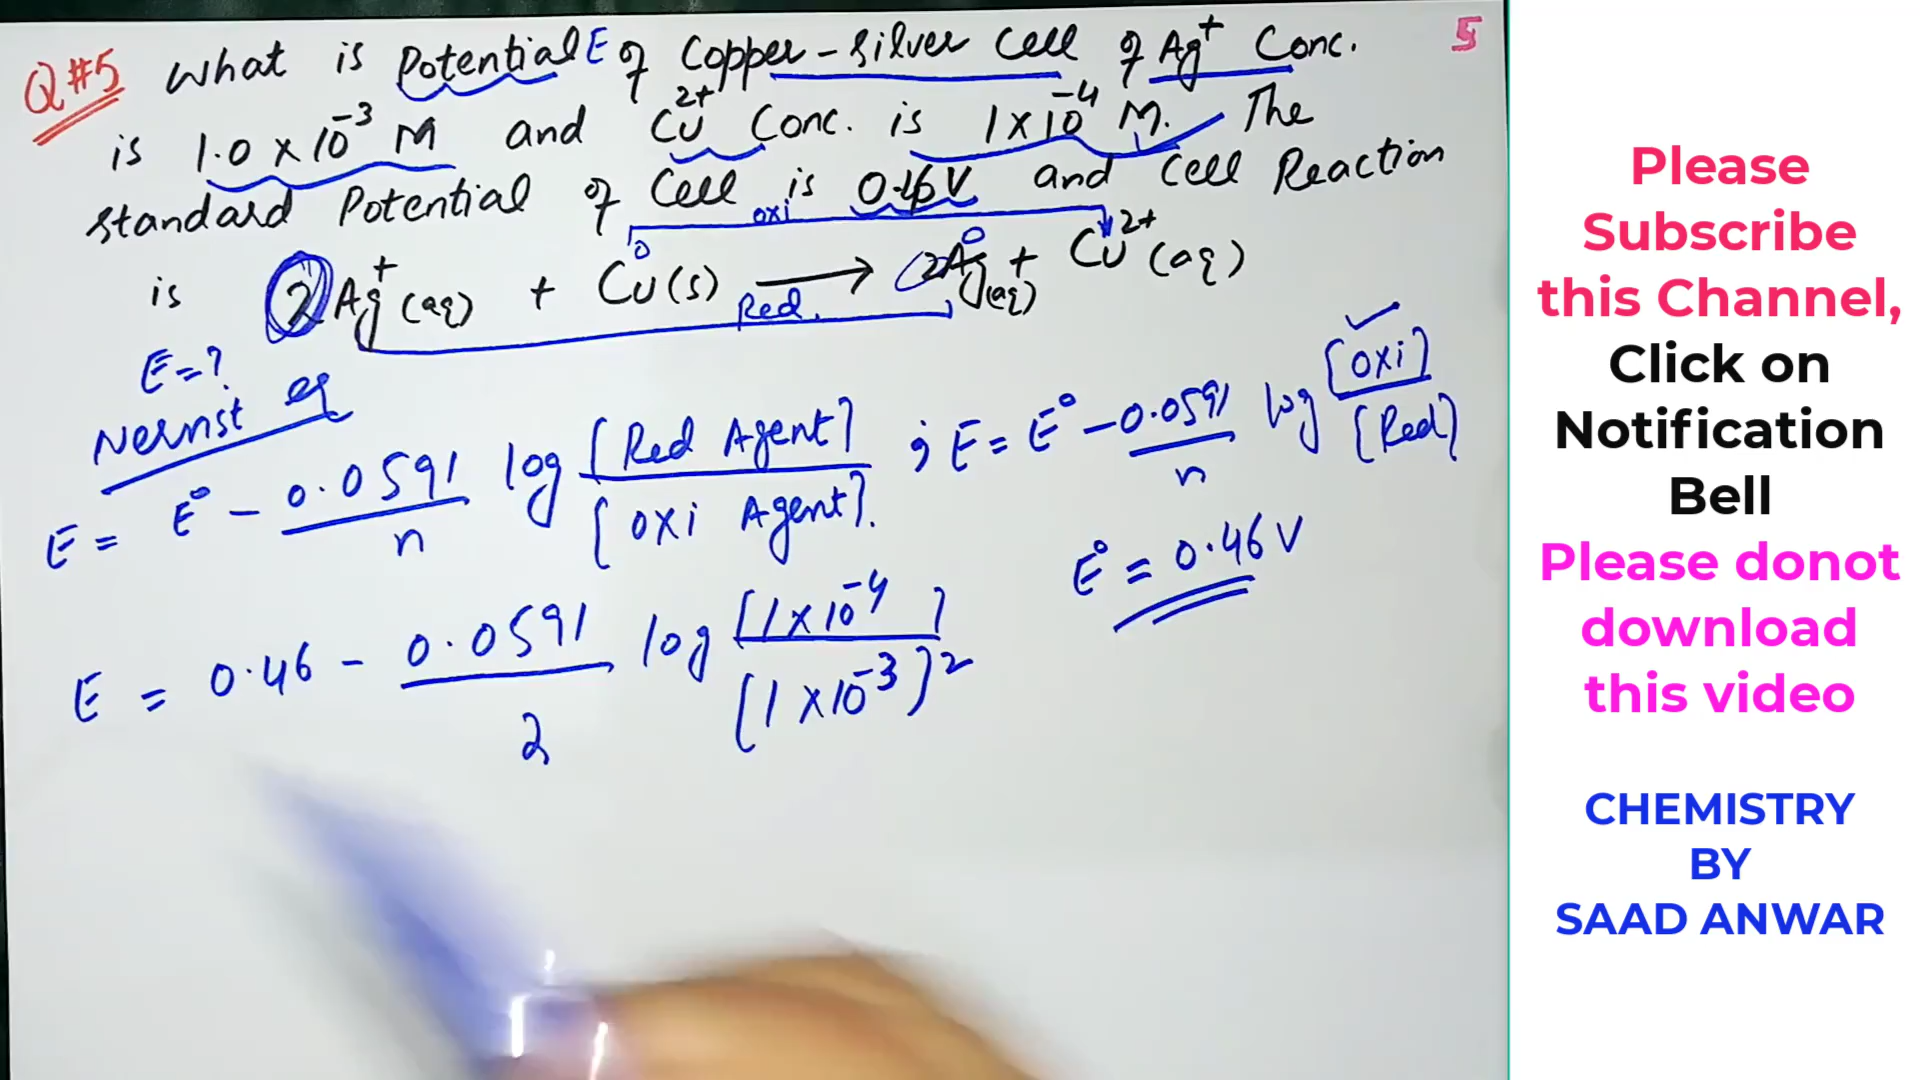 Q#5 What is Potential E of Copper-Silver Cell of Ag⁺ Conc. 5
is 1.0 x 10⁻³ M and Cu²⁺ Conc. is 1x10⁻⁴ M. The
standard Potential of Cell is 0.46V and Cell Reaction
oxi
is 2Ag⁺(aq) + Cu⁰(s) ⟶ 2Ag⁰(aq) + Cu²⁺(aq)
Red.
E=?
Nernst eq
E = E° - 0.0591/n log [Red Agent]/[oxi Agent]. ; E = E° - 0.0591/n log [oxi]/[Red]
E° = 0.46 V
E = 0.46 - 0.0591/2 log [1x10⁻⁴]/[1x10⁻³]²
Please
Subscribe
this Channel,
Click on
Notification
Bell
Please donot
download
this video
CHEMISTRY
BY
SAAD ANWAR